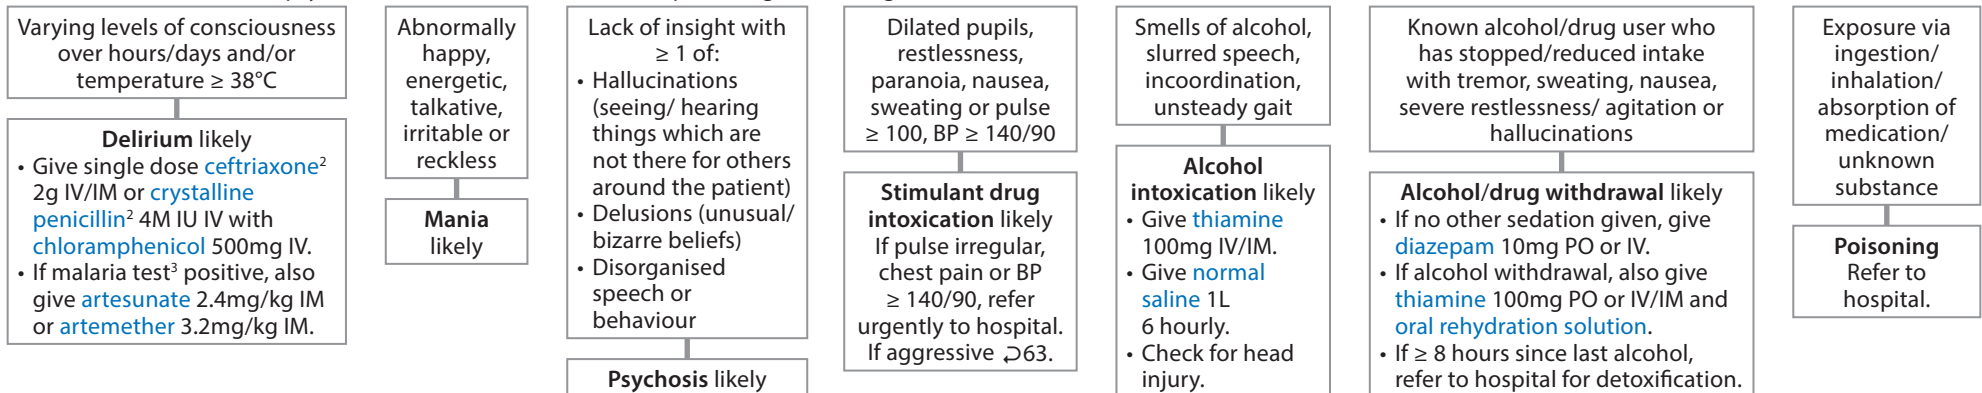 Varying levels of consciousness
over hours/days and/or
temperature ≥ 38°C
Delirium likely
• Give single dose ceftriaxone²
2g IV/IM or crystalline
penicillin² 4M IU IV with
chloramphenicol 500mg IV.
• If malaria test³ positive, also
give artesunate 2.4mg/kg IM
or artemether 3.2mg/kg IM.
Abnormally
happy,
energetic,
talkative,
irritable or
reckless
Mania
likely
Lack of insight with
≥ 1 of:
• Hallucinations
(seeing/ hearing
things which are
not there for others
around the patient)
• Delusions (unusual/
bizarre beliefs)
• Disorganised
speech or
behaviour
Psychosis likely
Dilated pupils,
restlessness,
paranoia, nausea,
sweating or pulse
≥ 100, BP ≥ 140/90
Stimulant drug
intoxication likely
If pulse irregular,
chest pain or BP
≥ 140/90, refer
urgently to hospital.
If aggressive ⮌63.
Smells of alcohol,
slurred speech,
incoordination,
unsteady gait
Alcohol
intoxication likely
• Give thiamine
100mg IV/IM.
• Give normal
saline 1L
6 hourly.
• Check for head
injury.
Known alcohol/drug user who
has stopped/reduced intake
with tremor, sweating, nausea,
severe restlessness/ agitation or
hallucinations
Alcohol/drug withdrawal likely
• If no other sedation given, give
diazepam 10mg PO or IV.
• If alcohol withdrawal, also give
thiamine 100mg PO or IV/IM and
oral rehydration solution.
• If ≥ 8 hours since last alcohol,
refer to hospital for detoxification.
Exposure via
ingestion/
inhalation/
absorption of
medication/
unknown
substance
Poisoning
Refer to
hospital.